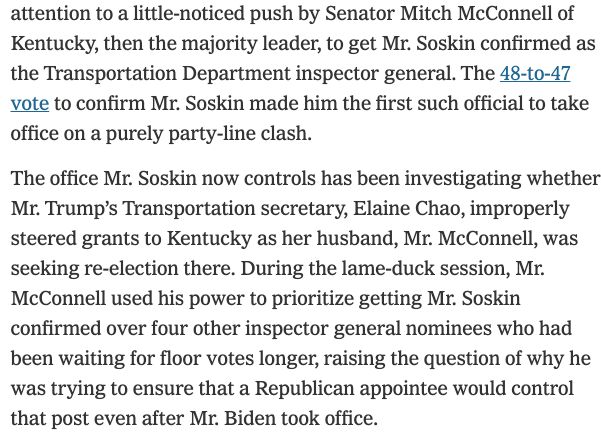 attention to a little-noticed push by Senator Mitch McConnell of
Kentucky, then the majority leader, to get Mr. Soskin confirmed as
the Transportation Department inspector general. The 48-to-47
vote to confirm Mr. Soskin made him the first such official to take
office on a purely party-line clash.
The office Mr. Soskin now controls has been investigating whether
Mr. Trump’s Transportation secretary, Elaine Chao, improperly
steered grants to Kentucky as her husband, Mr. McConnell, was
seeking re-election there. During the lame-duck session, Mr.
McConnell used his power to prioritize getting Mr. Soskin
confirmed over four other inspector general nominees who had
been waiting for floor votes longer, raising the question of why he
was trying to ensure that a Republican appointee would control
that post even after Mr. Biden took office.